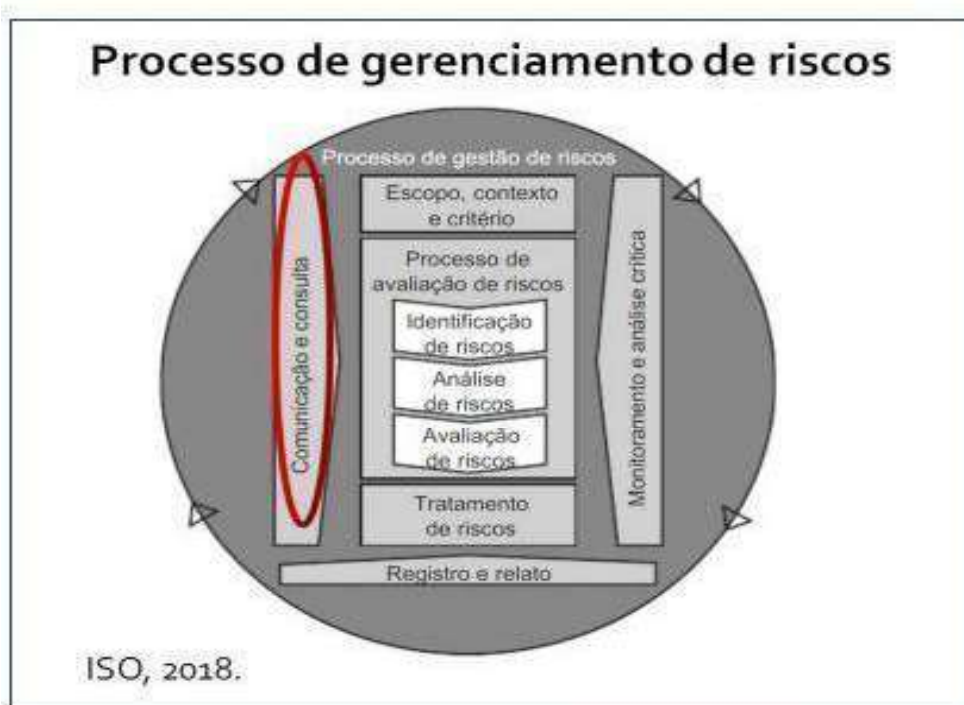 Processo de gerenciamento de riscos
Processo de gestão de riscos
Comunicação e consulta
Escopo, contexto
e critério
Processo de
avaliação de riscos
Identificação
de riscos
Análise
de riscos
Avaliação
de riscos
Tratamento
de riscos
Monitoramento e análise crítica
Registro e relato
ISO, 2018.